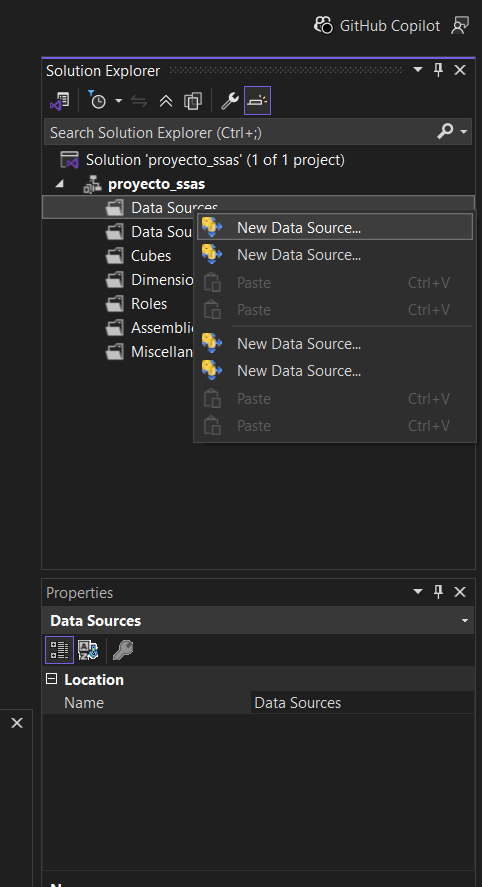 GitHub Copilot
Solution Explorer
Search Solution Explorer (Ctrl+;)
Solution 'proyecto_ssas' (1 of 1 project)
proyecto_ssas
Data Sources
Data Sou
Cubes
Dimensio
Roles
Assemblie
Miscellan
New Data Source...
New Data Source...
Paste Ctrl+V
Paste Ctrl+V
New Data Source...
New Data Source...
Paste Ctrl+V
Paste Ctrl+V
Properties
Data Sources
Location
Name Data Sources